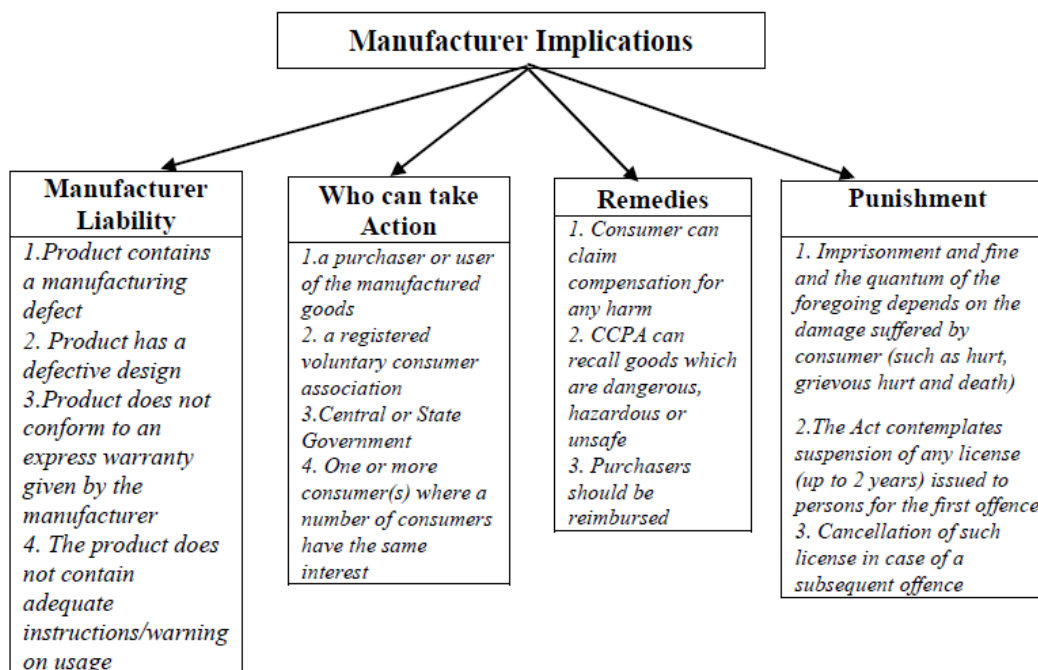 Manufacturer Implications
Manufacturer
Liability
1.Product contains
a manufacturing
defect
2. Product has a
defective design
3.Product does not
conform to an
express warranty
given by the
manufacturer
4. The product does
not contain
adequate
instructions/warning
on usage
Who can take
Action
1.a purchaser or user
of the manufactured
goods
2. a registered
voluntary consumer
association
3.Central or State
Government
4. One or more
consumer(s) where a
number of consumers
have the same
interest
Remedies
1. Consumer can
claim
compensation for
any harm
2. CCPA can
recall goods which
are dangerous,
hazardous or
unsafe
3. Purchasers
should be
reimbursed
Punishment
1. Imprisonment and fine
and the quantum of the
foregoing depends on the
damage suffered by
consumer (such as hurt,
grievous hurt and death)
2.The Act contemplates
suspension of any license
(up to 2 years) issued to
persons for the first offence
3. Cancellation of such
license in case of a
subsequent offence